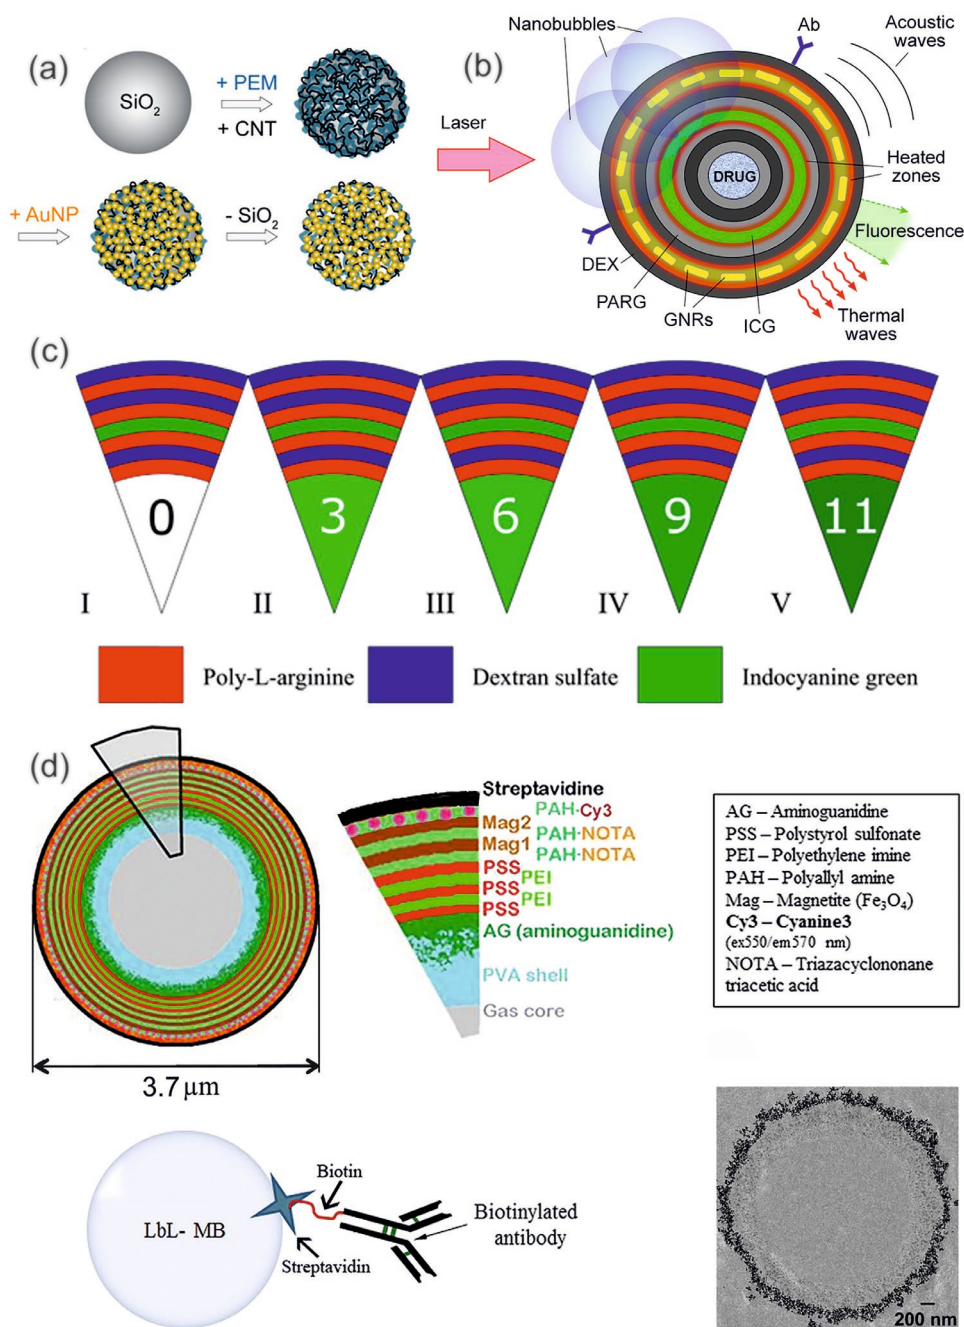 (a)
SiO2
+ PEM
+ CNT
+ AuNP
- SiO2
(b)
Nanobubbles
Ab
Acoustic
waves
Laser
DRUG
Heated
zones
Fluorescence
DEX
PARG
GNRs
ICG
Thermal
waves
(c)
0
3
6
9
11
I
II
III
IV
V
Poly-L-arginine
Dextran sulfate
Indocyanine green
(d)
3.7 µm
Streptavidine
PAH-Cy3
Mag2
PAH-NOTA
Mag1
PAH-NOTA
PSS
PEI
PSS
PEI
PSS
AG (aminoguanidine)
PVA shell
Gas core
AG – Aminoguanidine
PSS – Polystyrol sulfonate
PEI – Polyethylene imine
PAH – Polyallyl amine
Mag – Magnetite (Fe3O4)
Cy3 – Cyanine3
(ex550/em570 nm)
NOTA – Triazacyclononane
triacetic acid
LbL- MB
Biotin
Streptavidin
Biotinylated
antibody
200 nm